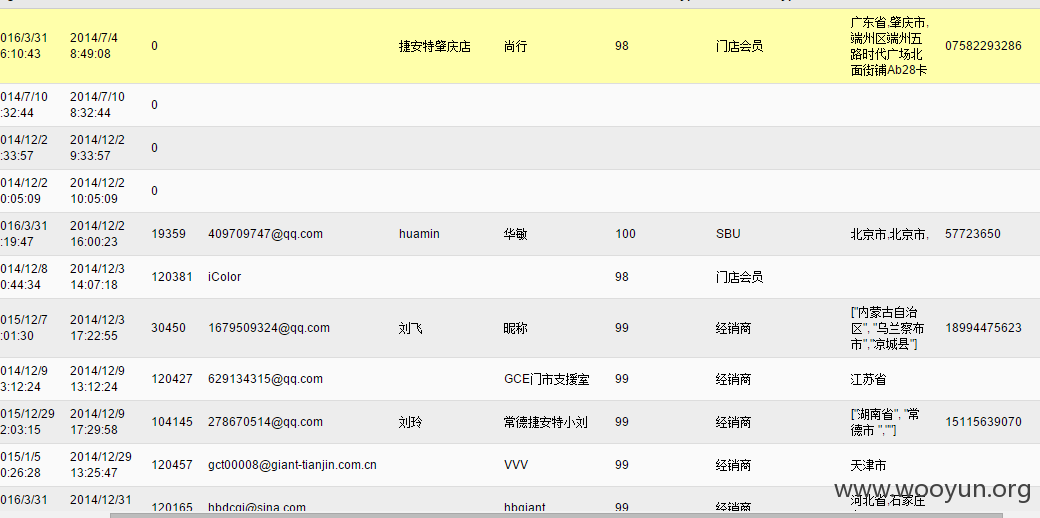 广东省,肇庆市,
016/3/31 2014/7/4 端州区端州五
0 捷安特肇庆店 尚行 98 门店会员 07582293286
6:10:43 8:49:08 路时代广场北
面街铺Ab28卡
014/7/10 2014/7/10
0
:32:44 8:32:44
014/12/2 2014/12/2
0
:33:57 9:33:57
014/12/2 2014/12/2
0
0:05:09 10:05:09
016/3/31 2014/12/2
19359 409709747@qq.com huamin 华敏 100 SBU 北京市,北京市, 57723650
:19:47 16:00:23
014/12/8 2014/12/3
120381 iColor 98 门店会员
0:44:34 14:07:18
["内蒙古自治
015/12/7 2014/12/3
30450 1679509324@qq.com 刘飞 昵称 99 经销商 区", "乌兰察布 18994475623
:01:30 17:22:55
市","凉城县"]
014/12/9 2014/12/9
120427 629134315@qq.com GCE门市支援室 99 经销商 江苏省
3:12:24 13:12:24
015/12/29 2014/12/9 ["湖南省", "常
104145 278670514@qq.com 刘玲 常德捷安特小刘 99 经销商 15115639070
2:03:15 17:29:58 德市 ",""]
015/1/5 2014/12/29
120457 gct00008@giant-tianjin.com.cn VVV 99 经销商 天津市
0:26:28 13:25:47
016/3/31 2014/12/31 河北省,石家庄
120165 hbdcgi@sina.com hbgiant 99 经销商
www.wooyun.org